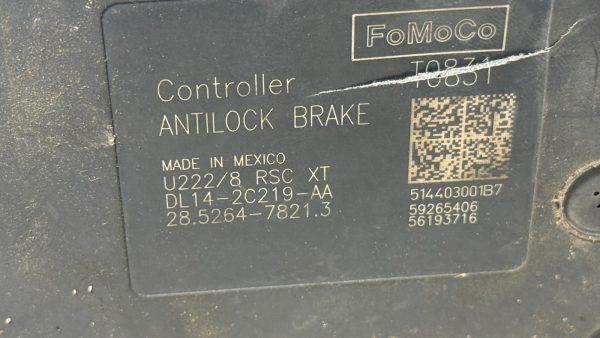 FoMoCo
T0831
Controller
ANTILOCK BRAKE
MADE IN MEXICO
U222/8 RSC XT
DL14-2C219-AA
28.5264-7821.3
514403001B7
59265406
56193716